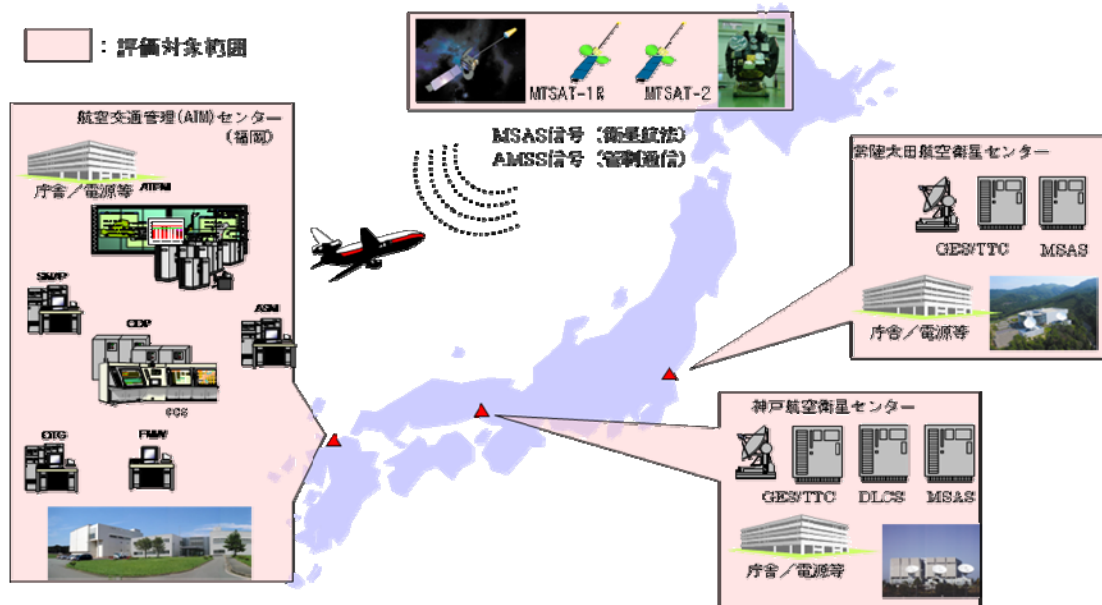 ：評価対象範囲
MTSAT-1R
MTSAT-2
MSAS信号（衛星航法）
AMSS信号（管制通信）
航空交通管理(ATM)センター
（福岡）
庁舎／電源等
ATFM
SMAP
ODP
ASM
OTG
FMW
常陸太田航空衛星センター
GES/TTC
MSAS
庁舎／電源等
神戸航空衛星センター
GES/TTC
DLCS
MSAS
庁舎／電源等